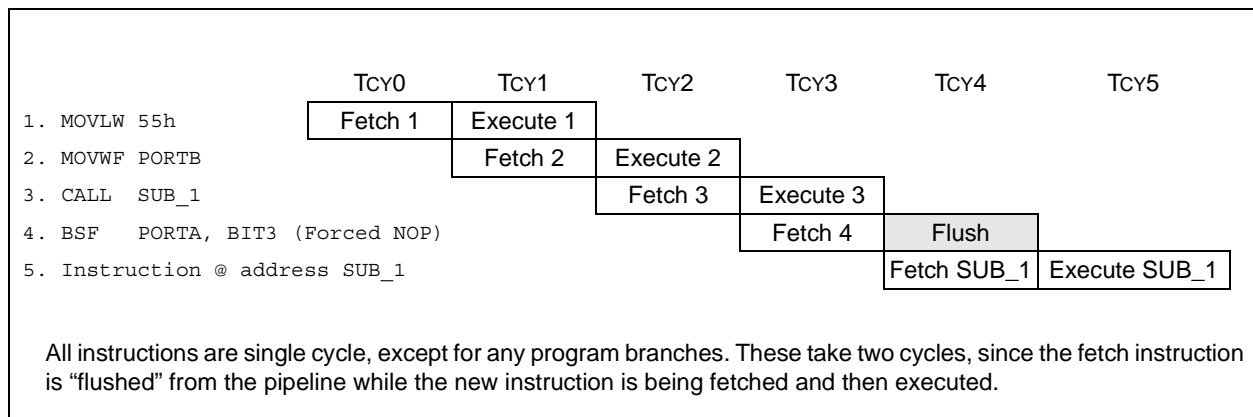 TCY0 TCY1 TCY2 TCY3 TCY4 TCY5
1. MOVLW 55h Fetch 1 Execute 1
2. MOVWF PORTB Fetch 2 Execute 2
3. CALL SUB_1 Fetch 3 Execute 3
4. BSF PORTA, BIT3 (Forced NOP) Fetch 4 Flush
5. Instruction @ address SUB_1 Fetch SUB_1 Execute SUB_1
All instructions are single cycle, except for any program branches. These take two cycles, since the fetch instruction
is “flushed” from the pipeline while the new instruction is being fetched and then executed.